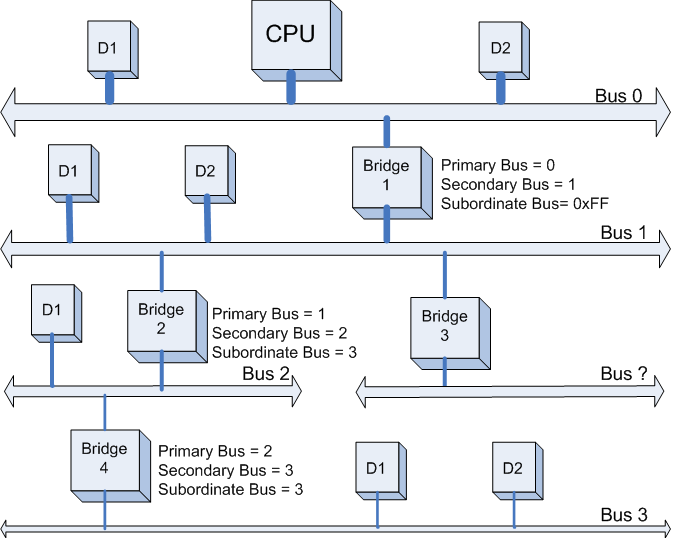 D1
CPU
D2
Bus 0
D1
D2
Bridge
1
Primary Bus = 0
Secondary Bus = 1
Subordinate Bus= 0xFF
Bus 1
D1
Bridge
2
Primary Bus = 1
Secondary Bus = 2
Subordinate Bus = 3
Bridge
3
Bus 2
Bus ?
Bridge
4
Primary Bus = 2
Secondary Bus = 3
Subordinate Bus = 3
D1
D2
Bus 3